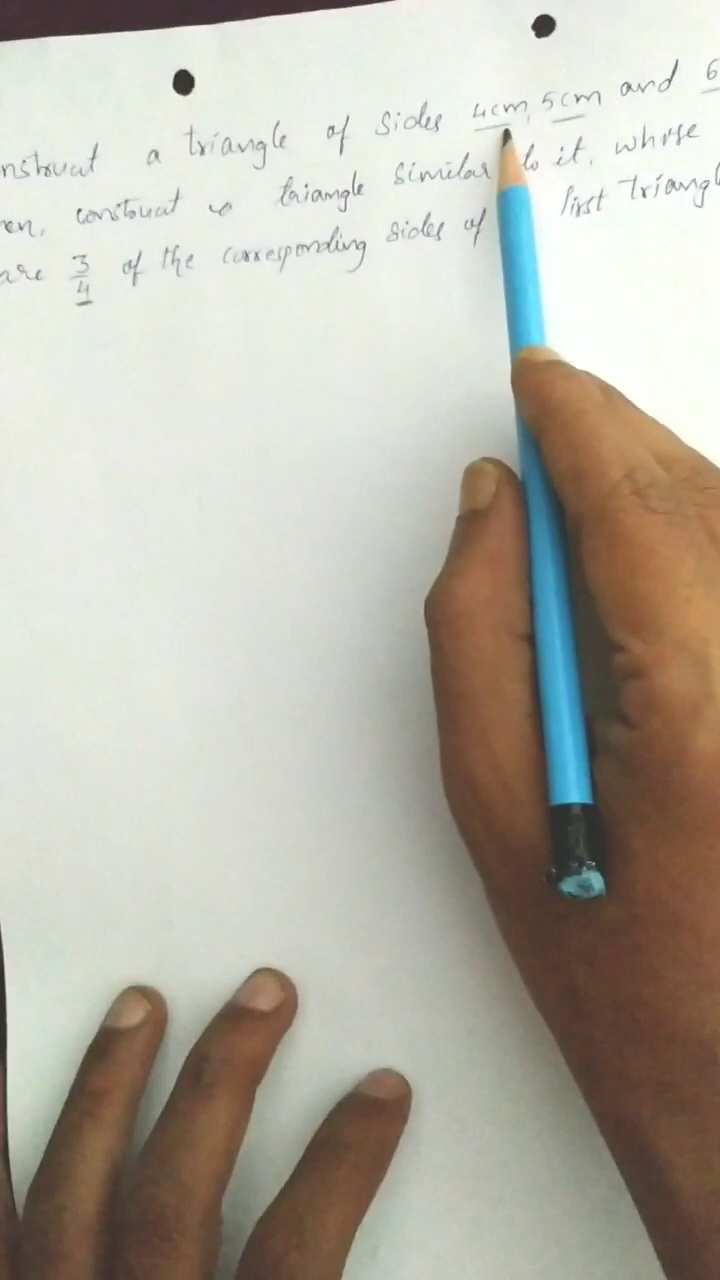 nstruct a triangle of sides 4cm, 5cm and 6
en, construct a triangle similar to it, whose
are 3/4 of the corresponding sides of first triangl